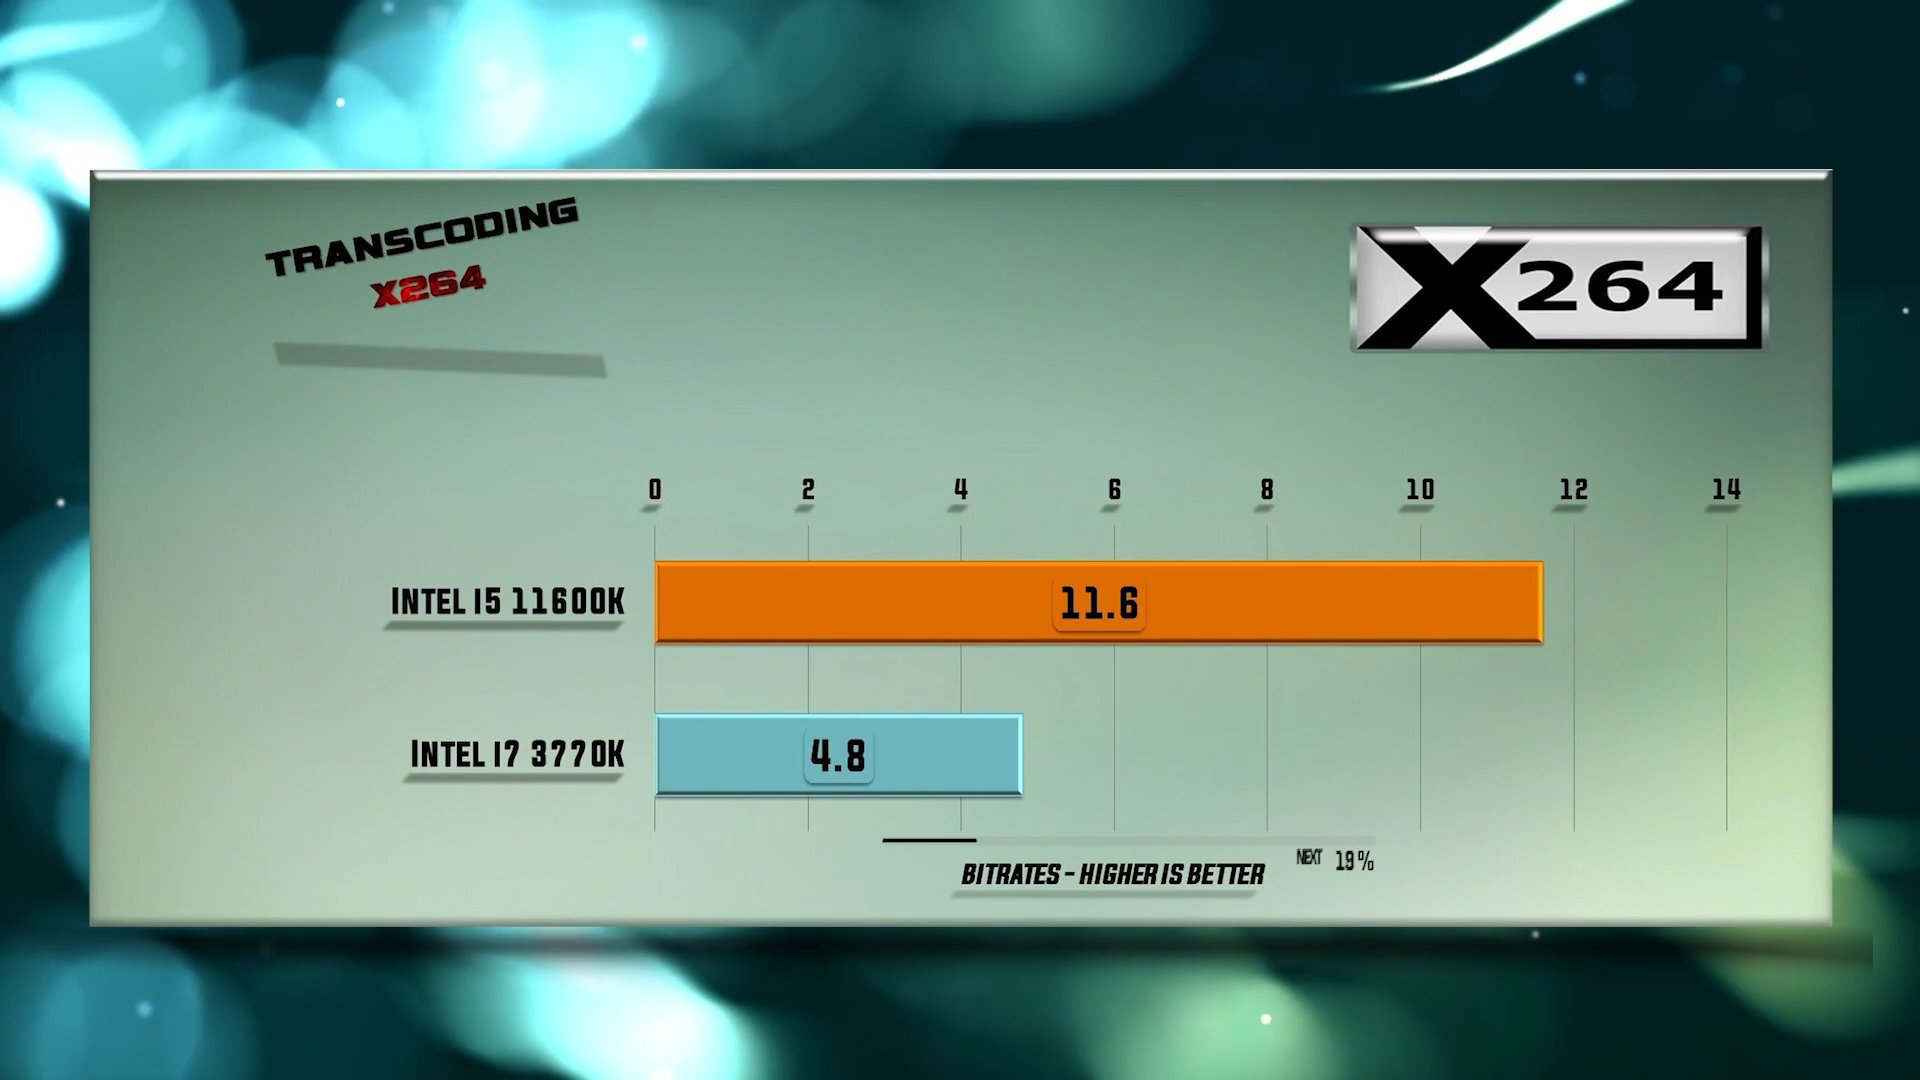 TRANSCODING
X264
X264
0 2 4 6 8 10 12 14
INTEL I5 11600K
11.6
INTEL I7 3770K
4.8
BITRATES - HIGHER IS BETTER
NEXT 19%